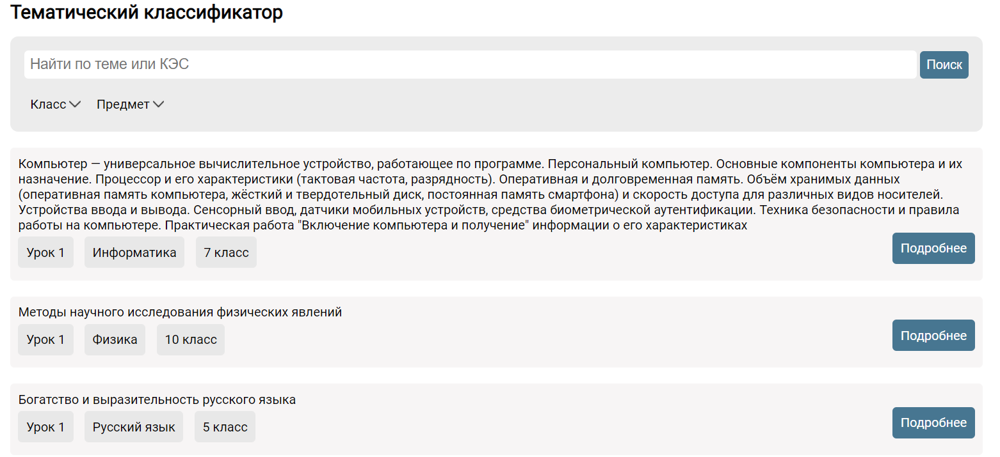 Тематический классификатор
Найти по теме или КЭС
Поиск
Класс
Предмет
Компьютер — универсальное вычислительное устройство, работающее по программе. Персональный компьютер. Основные компоненты компьютера и их
назначение. Процессор и его характеристики (тактовая частота, разрядность). Оперативная и долговременная память. Объём хранимых данных
(оперативная память компьютера, жёсткий и твердотельный диск, постоянная память смартфона) и скорость доступа для различных видов носителей.
Устройства ввода и вывода. Сенсорный ввод, датчики мобильных устройств, средства биометрической аутентификации. Техника безопасности и правила
работы на компьютере. Практическая работа "Включение компьютера и получение" информации о его характеристиках
Урок 1
Информатика
7 класс
Подробнее
Методы научного исследования физических явлений
Урок 1
Физика
10 класс
Подробнее
Богатство и выразительность русского языка
Урок 1
Русский язык
5 класс
Подробнее